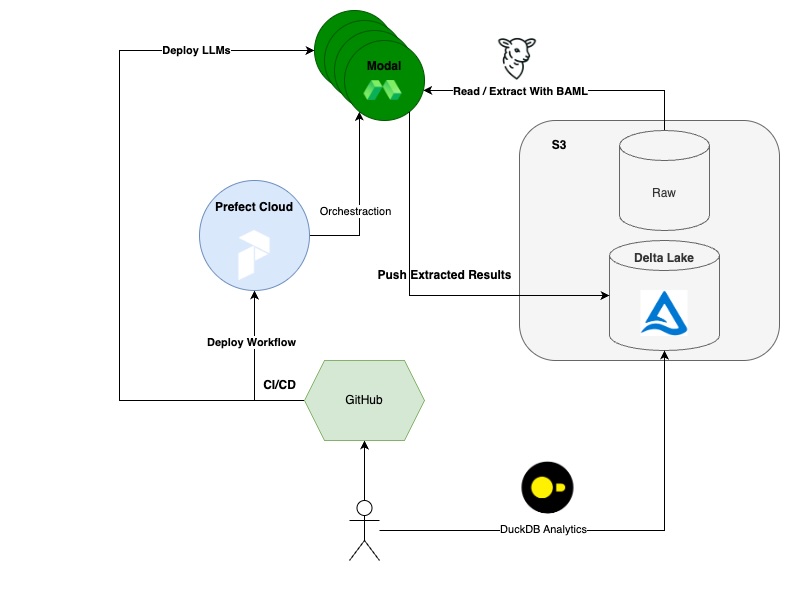 Deploy LLMs
Modal
Read / Extract With BAML
S3
Raw
Prefect Cloud
Orchestraction
Delta Lake
Push Extracted Results
Deploy Workflow
CI/CD
GitHub
DuckDB Analytics